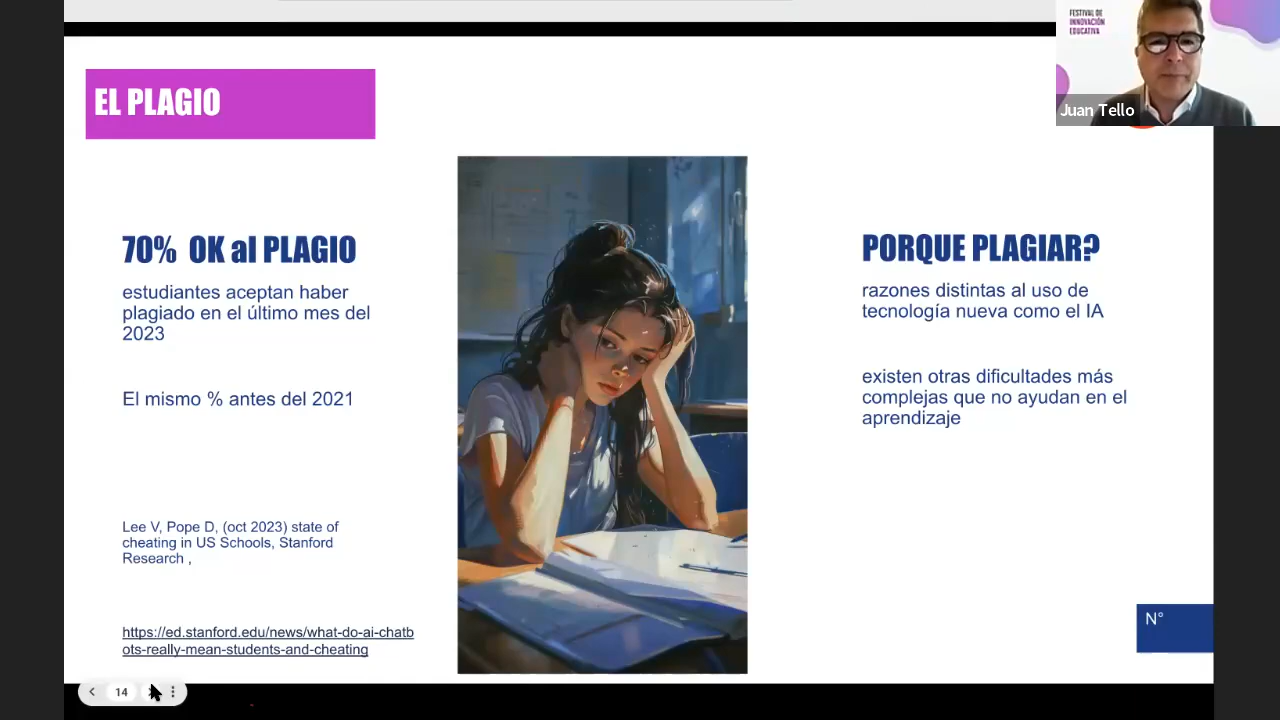 FESTIVAL DE
INNOVACIÓN
EDUCATIVA
Juan Tello
EL PLAGIO
70% OK al PLAGIO
estudiantes aceptan haber
plagiado en el último mes del
2023
El mismo % antes del 2021
Lee V, Pope D, (oct 2023) state of
cheating in US Schools, Stanford
Research ,
https://ed.stanford.edu/news/what-do-ai-chatb
ots-really-mean-students-and-cheating
PORQUE PLAGIAR?
razones distintas al uso de
tecnología nueva como el IA
existen otras dificultades más
complejas que no ayudan en el
aprendizaje
N°
14